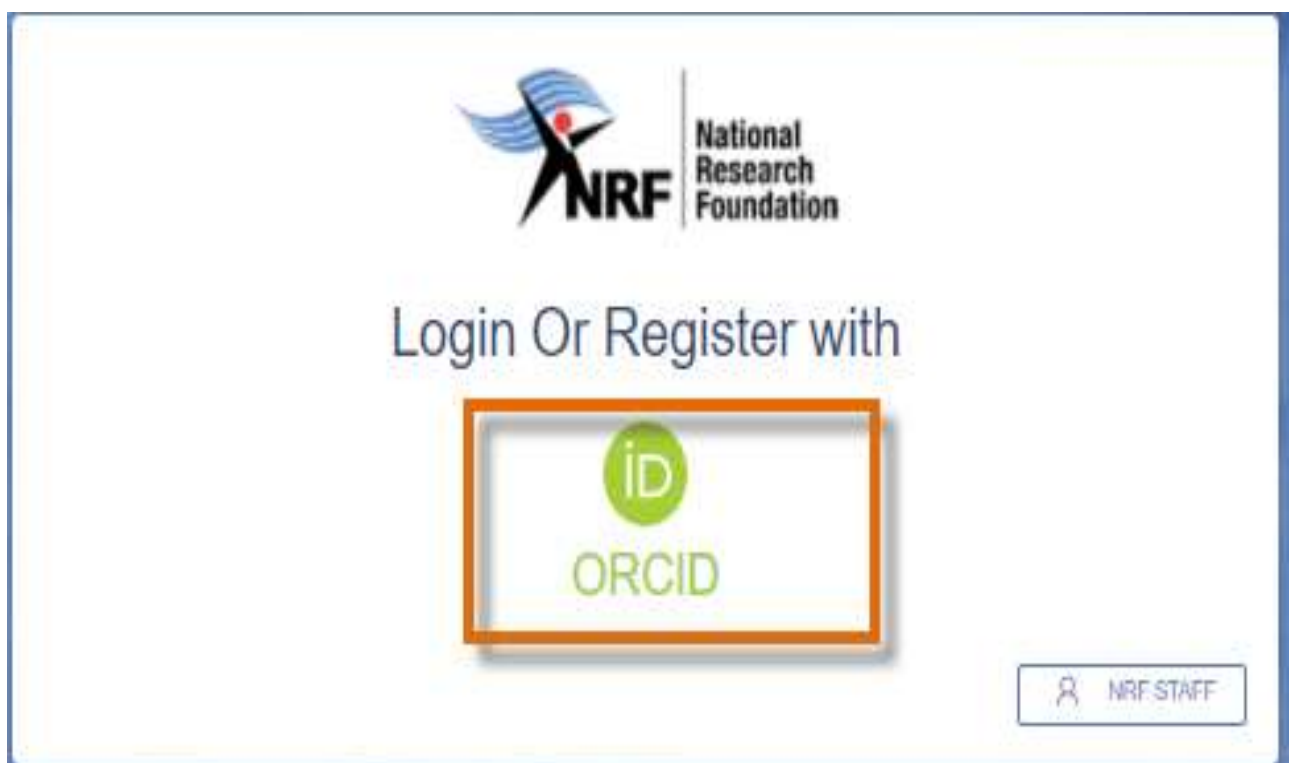 NRF
National
Research
Foundation
Login Or Register with
iD
ORCID
NRF STAFF